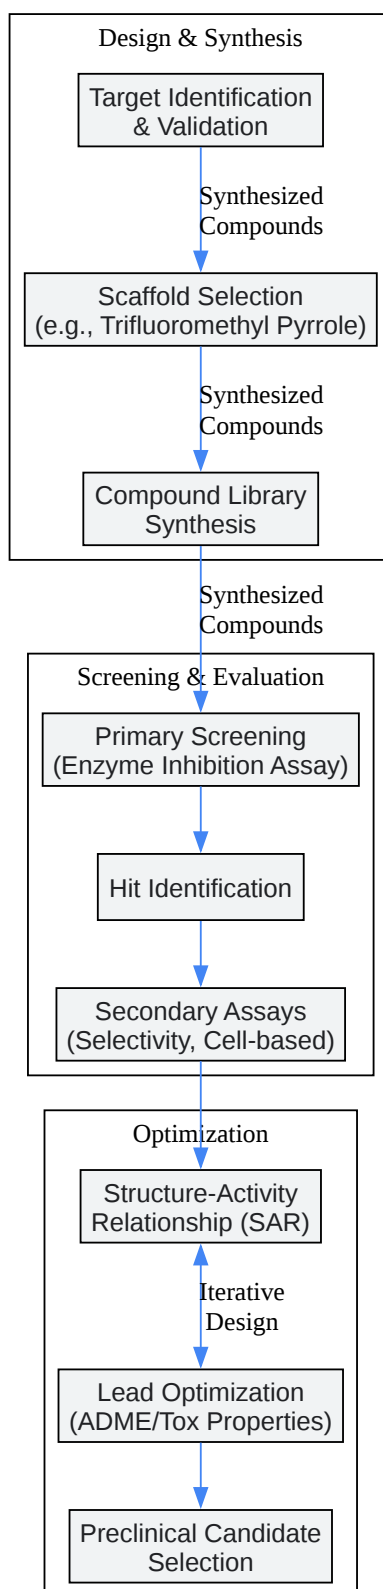 Design & Synthesis
Target Identification
& Validation
Synthesized
Compounds
Scaffold Selection
(e.g., Trifluoromethyl Pyrrole)
Synthesized
Compounds
Compound Library
Synthesis
Synthesized
Compounds
Screening & Evaluation
Primary Screening
(Enzyme Inhibition Assay)
Hit Identification
Secondary Assays
(Selectivity, Cell-based)
Optimization
Structure-Activity
Relationship (SAR)
Iterative
Design
Lead Optimization
(ADME/Tox Properties)
Preclinical Candidate
Selection